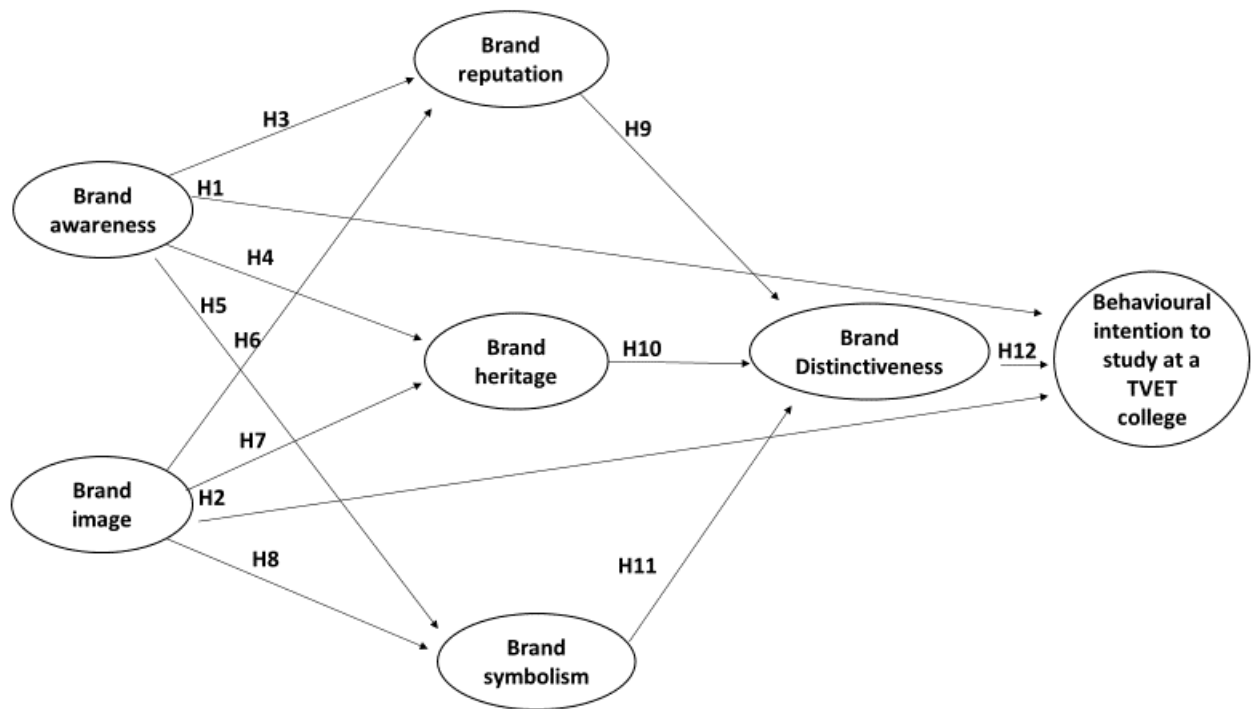 Brand
reputation
H3
H9
Brand
awareness
H1
H4
H5
H6
Brand
heritage
H10
Brand
Distinctiveness
H12
Behavioural
intention to
study at a
TVET
college
H7
H2
Brand
image
H8
H11
Brand
symbolism